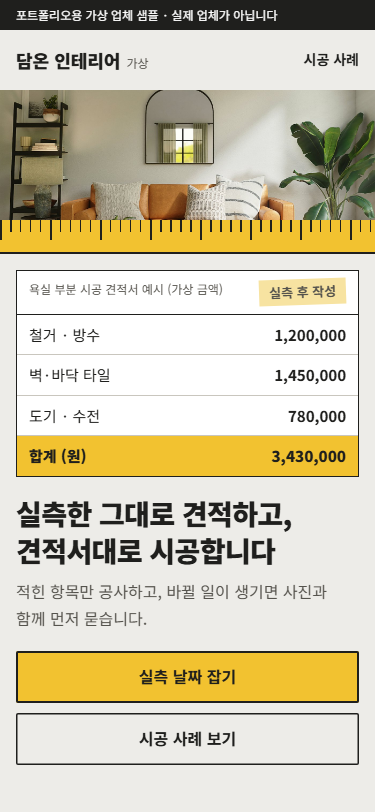 포트폴리오용 가상 업체 샘플 · 실제 업체가 아닙니다
담온 인테리어 가상
시공 사례
욕실 부분 시공 견적서 예시 (가상 금액)
실측 후 작성
철거 · 방수 1,200,000
벽·바닥 타일 1,450,000
도기 · 수전 780,000
합계 (원) 3,430,000
실측한 그대로 견적하고,
견적서대로 시공합니다
적힌 항목만 공사하고, 바뀔 일이 생기면 사진과
함께 먼저 묻습니다.
실측 날짜 잡기
시공 사례 보기